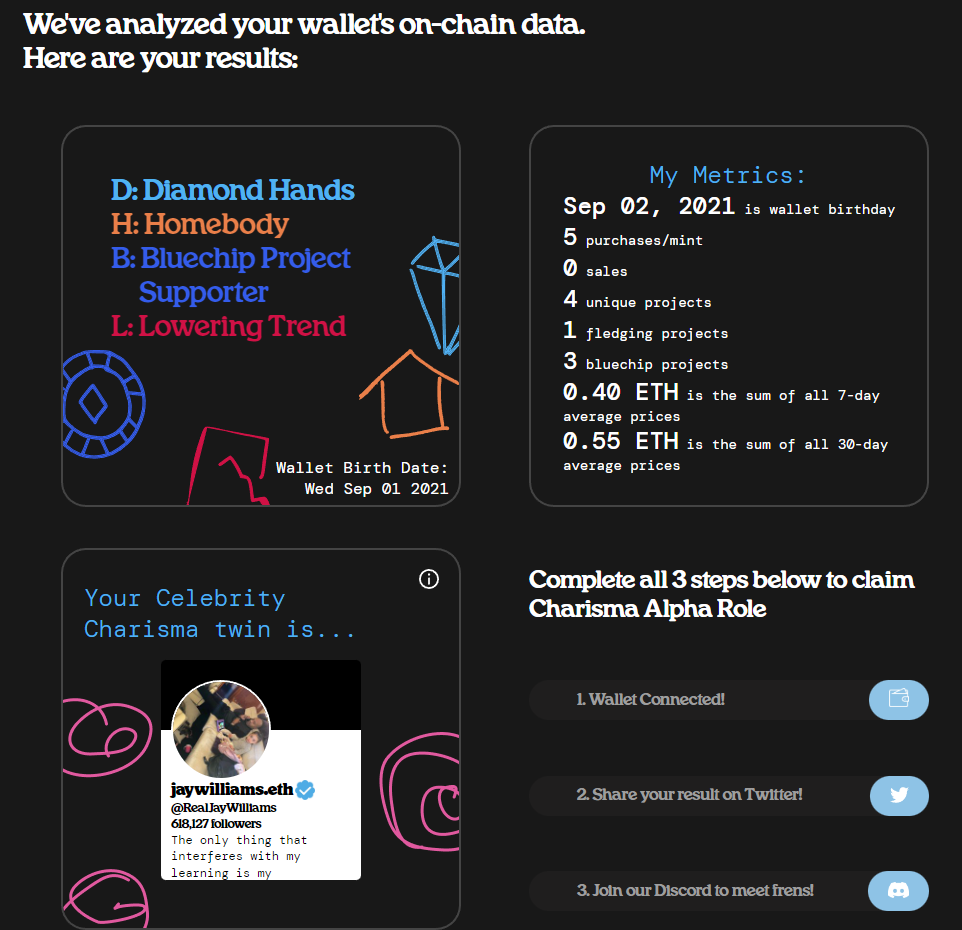 We've analyzed your wallet's on-chain data.
Here are your results:
D: Diamond Hands
H: Homebody
B: Bluechip Project
Supporter
L: Lowering Trend
Wallet Birth Date:
Wed Sep 01 2021
My Metrics:
Sep 02, 2021 is wallet birthday
5 purchases/mint
0 sales
4 unique projects
1 fledging projects
3 bluechip projects
0.40 ETH is the sum of all 7-day
average prices
0.55 ETH is the sum of all 30-day
average prices
Your Celebrity
Charisma twin is...
jaywilliams.eth
@RealJayWilliams
618,127 followers
The only thing that
interferes with my
learning is my
Complete all 3 steps below to claim
Charisma Alpha Role
1. Wallet Connected!
2. Share your result on Twitter!
3. Join our Discord to meet frens!